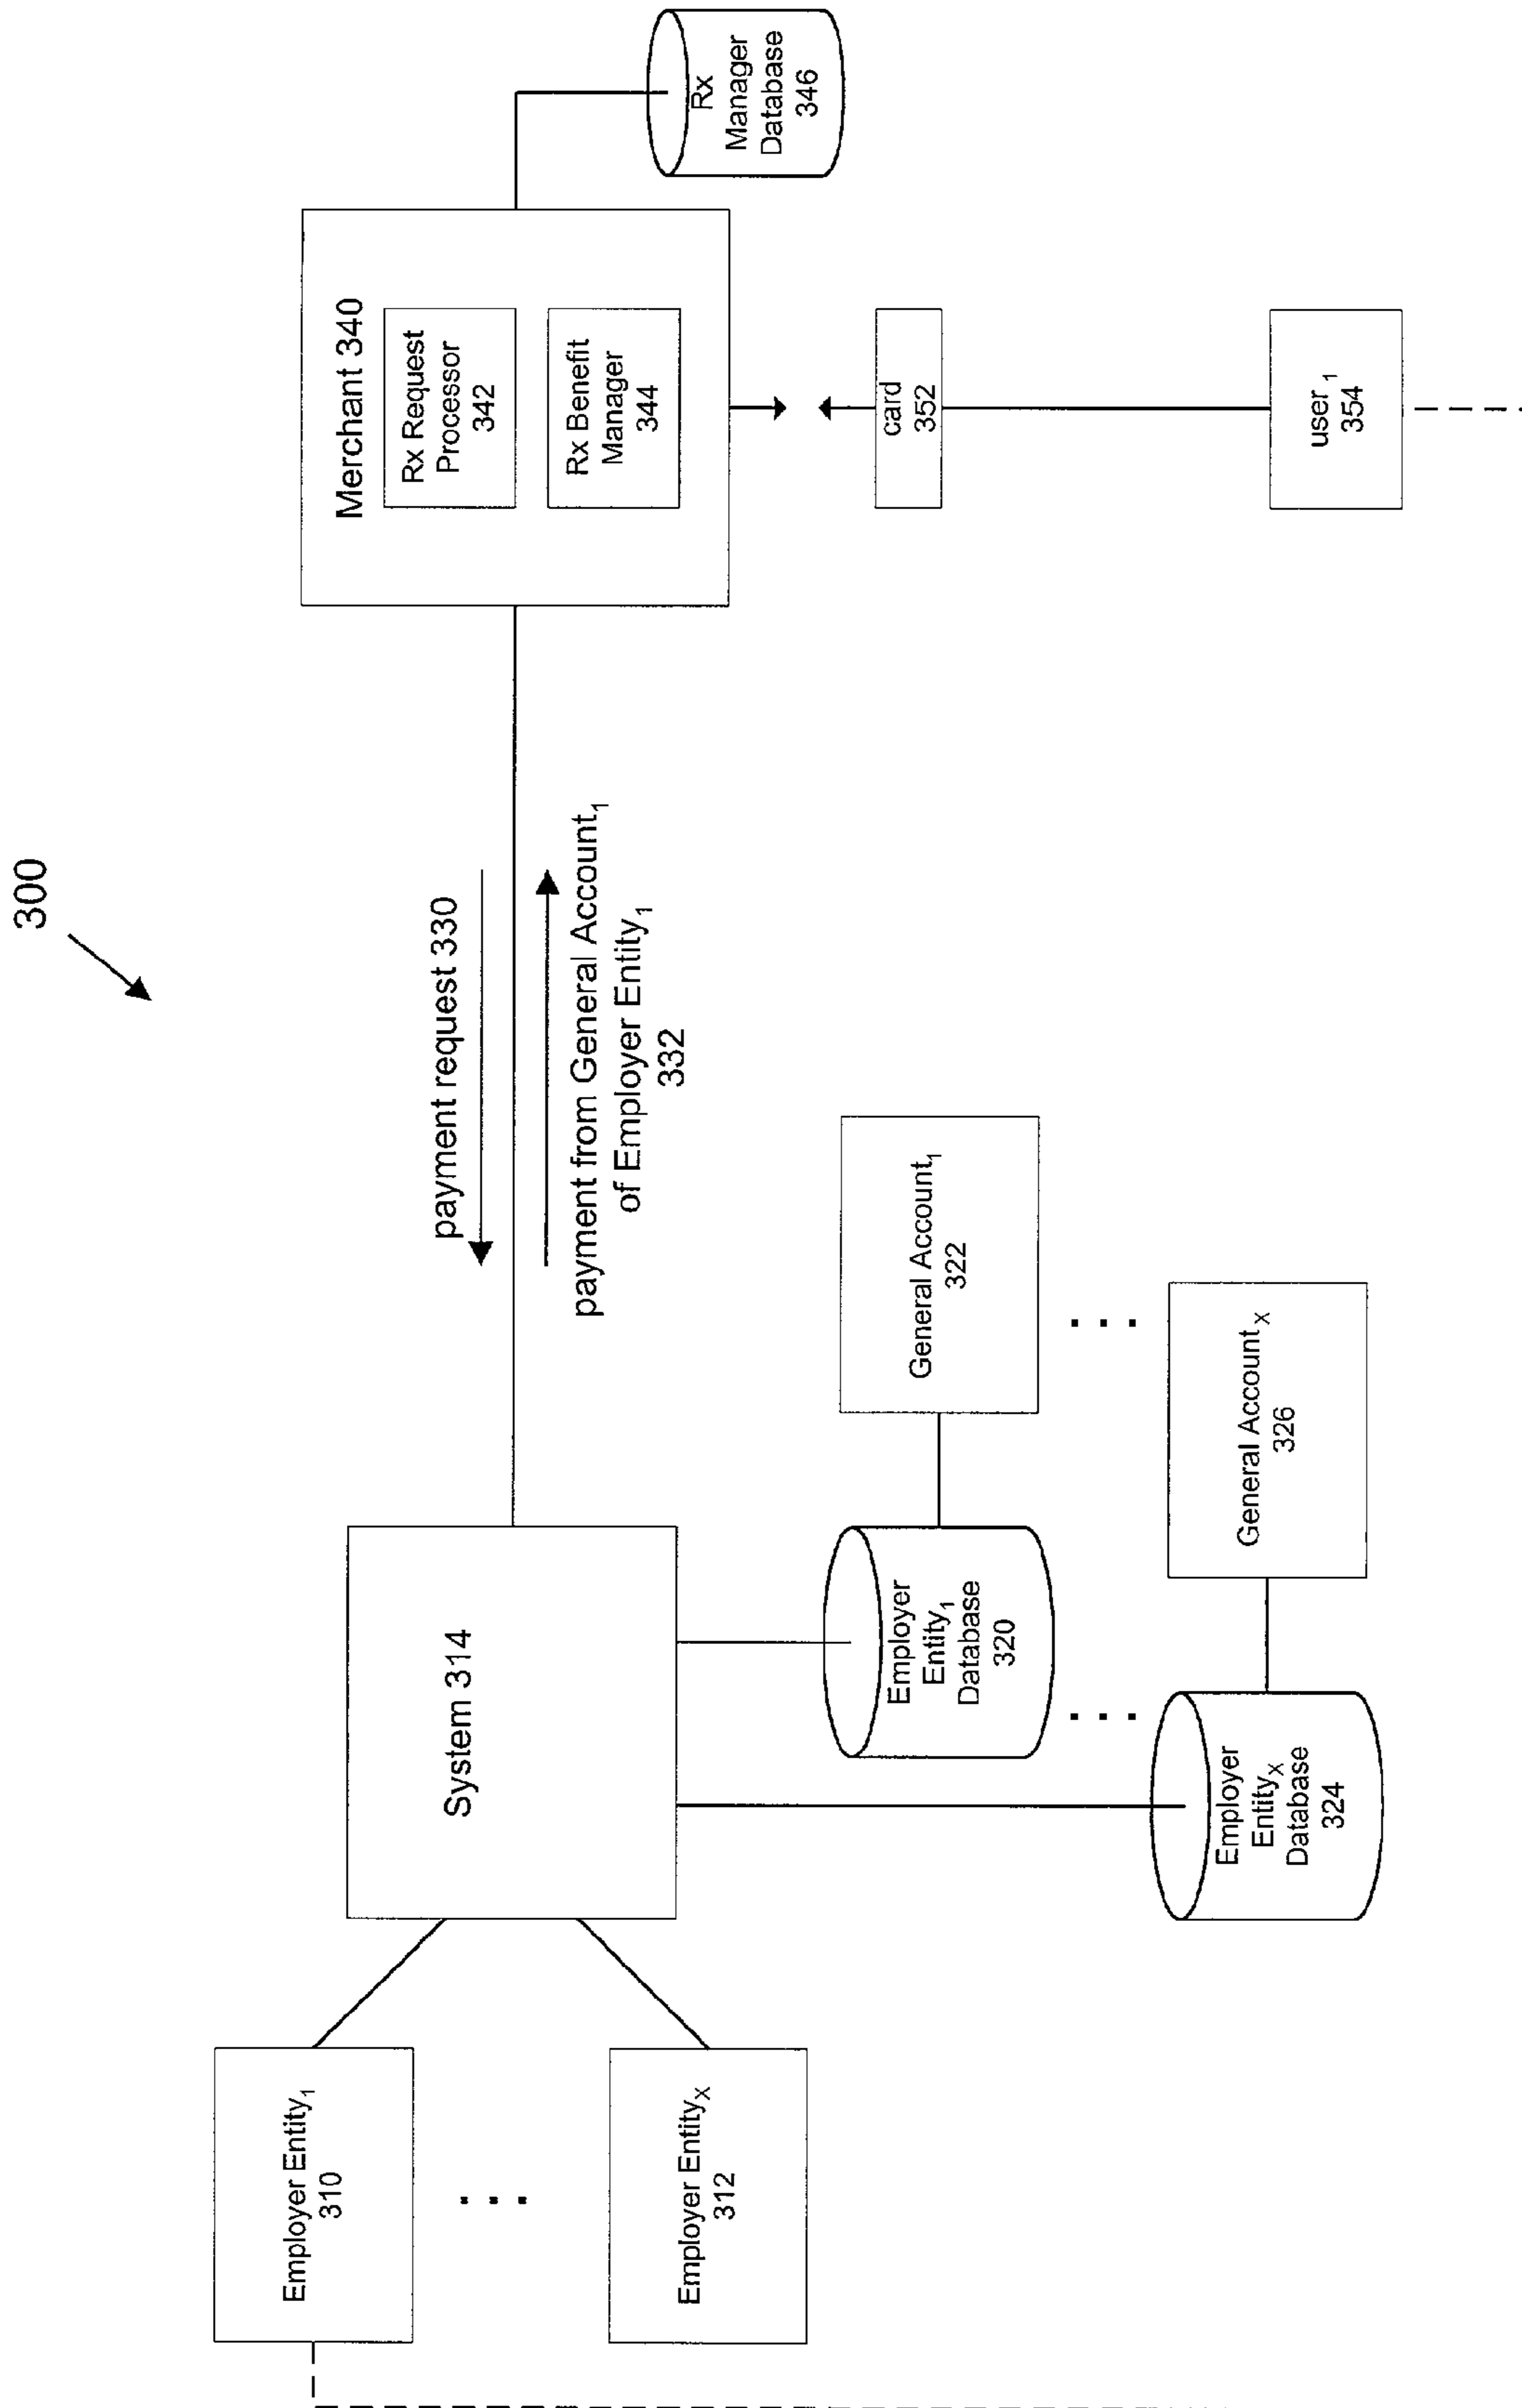 300
Employer Entity1
310
Employer EntityX
312
System 314
payment request 330
payment from General Account1
of Employer Entity1
332
Merchant 340
Rx Request
Processor
342
Rx Benefit
Manager
344
Rx
Manager
Database
346
Employer
Entity1
Database
320
General Account1
322
Employer
EntityX
Database
324
General AccountX
326
card
352
user1
354